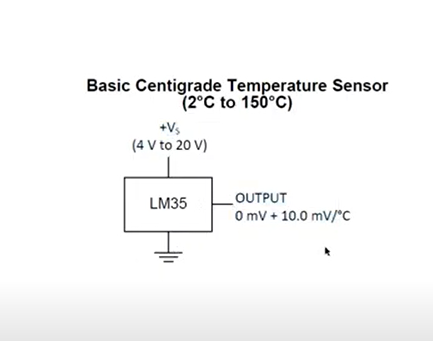 Basic Centigrade Temperature Sensor
(2°C to 150°C)
+Vs
(4 V to 20 V)
LM35
OUTPUT
0 mV + 10.0 mV/°C